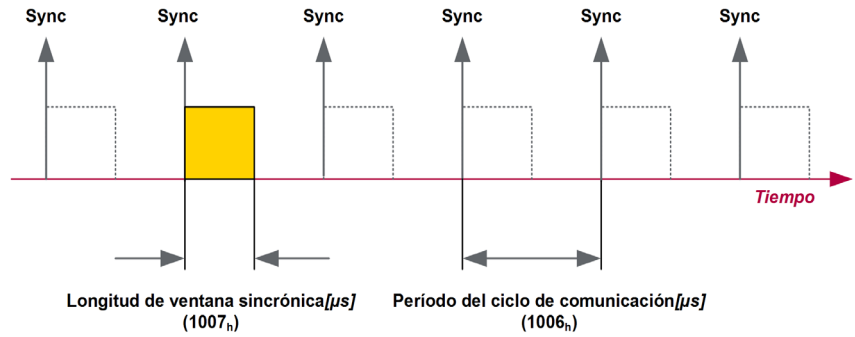 Sync Sync Sync Sync Sync Sync
Tiempo
Longitud de ventana sincrónica[µs] Período del ciclo de comunicación[µs]
(1007h) (1006h)